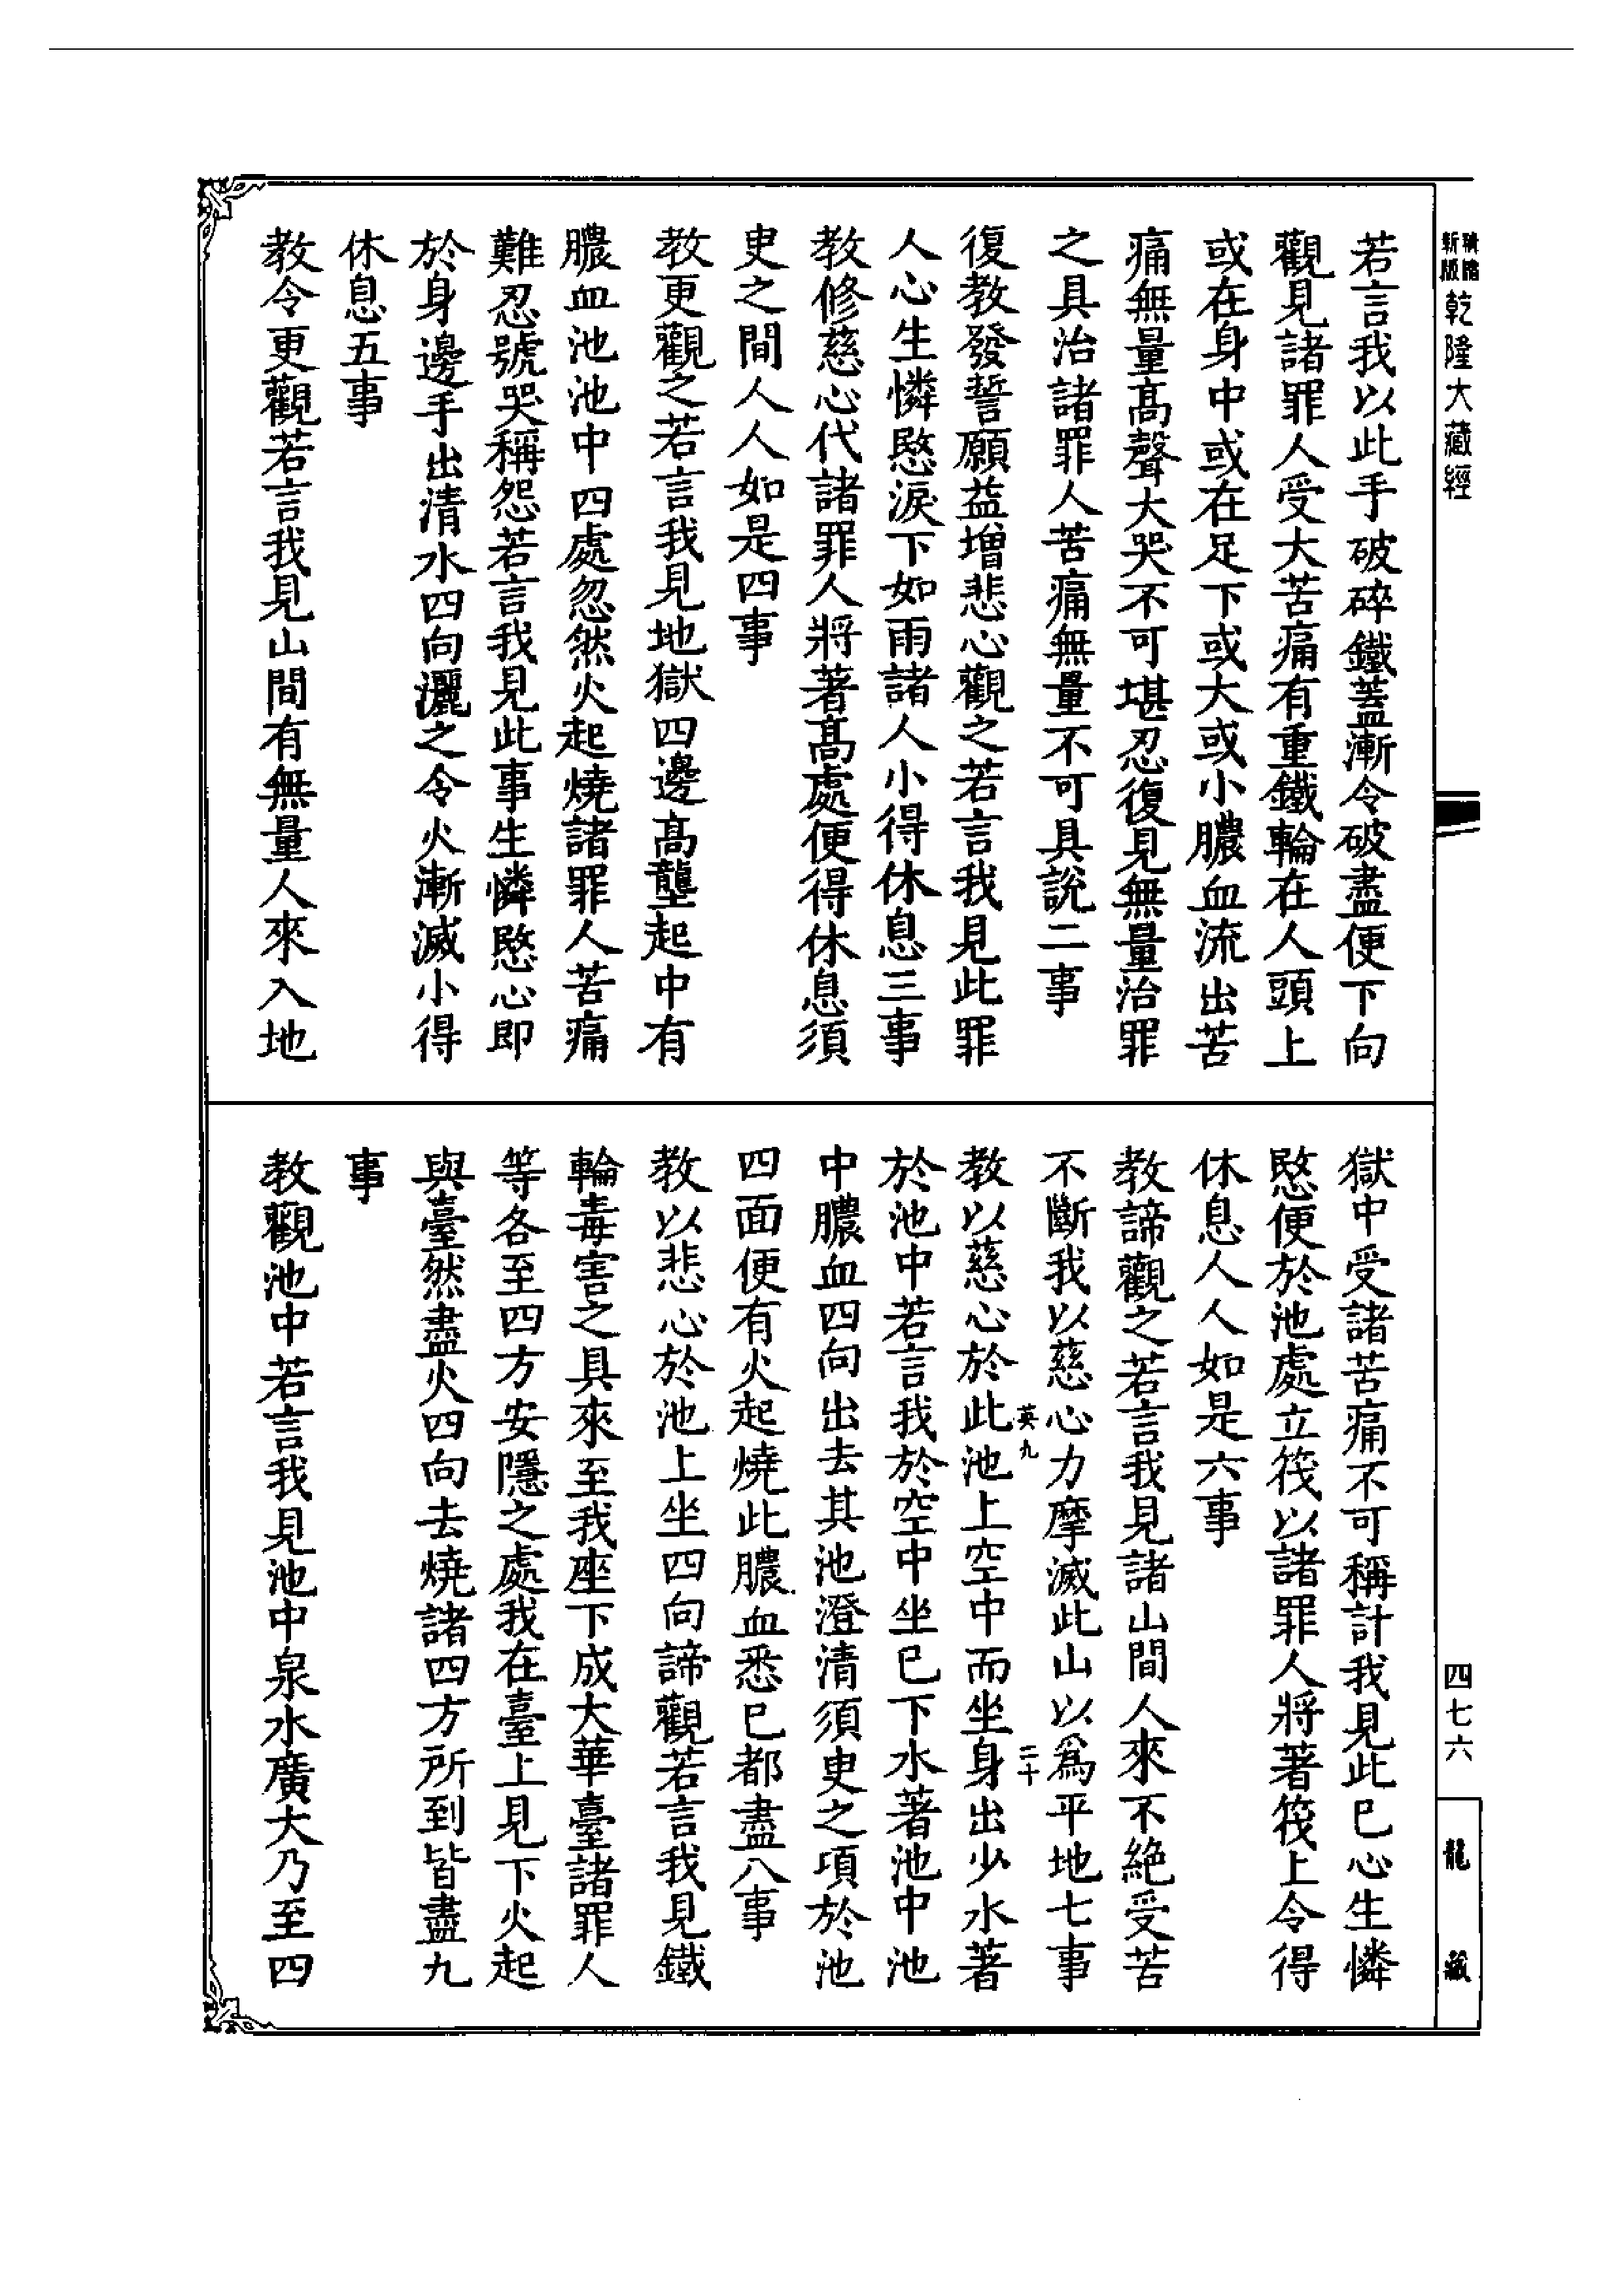 新版
乾隆大藏經
若言我以此手破碎鐵蓋漸令破盡便下向
觀見諸罪人受大苦痛有重鐵輪在人頭上
或在身中或在足下或大或小膿血流出苦
痛無量高聲大哭不可堪忍復見無量治罪
之具治諸罪人苦痛無量不可具說二事
復教發誓願益增悲心觀之若言我見此罪
人心生憐愍淚下如雨諸人小得休息三事
教修慈心代諸罪人將著高處便得休息須
臾之間人人如是四事
教更觀之若言我見地獄四邊高壟起中有
膿血池池中四處忽然火起燒諸罪人苦痛
難忍號哭稱怨若言我見此事生憐愍心即
於身邊手出清水四向灑之令火漸滅小得
休息五事
教令更觀若言我見山間有無量人來入地
獄中受諸苦痛不可稱計我見此已心生憐
愍便於池處立筏以諸罪人將著筏上令得
休息人人如是六事
教諦觀之若言我見諸山間人來不絕受苦
不斷我以慈心力摩滅此山以為平地七事
英九
二十
教以慈心於此池上空中而坐身出少水著
於池中若言我於空中坐已下水著池中池
中膿血四向出去其池澄清須臾之項於池
四面便有火起燒此膿血悉已都盡八事
教以悲心於池上坐四向諦觀若言我見鐵
輪毒害之具來至我座下成大華臺諸罪人
等各至四方安隱之處我在臺上見下火起
與臺然盡火四向去燒諸四方所到皆盡九
事
教觀池中若言我見池中泉水廣大乃至四
四七六
龍藏